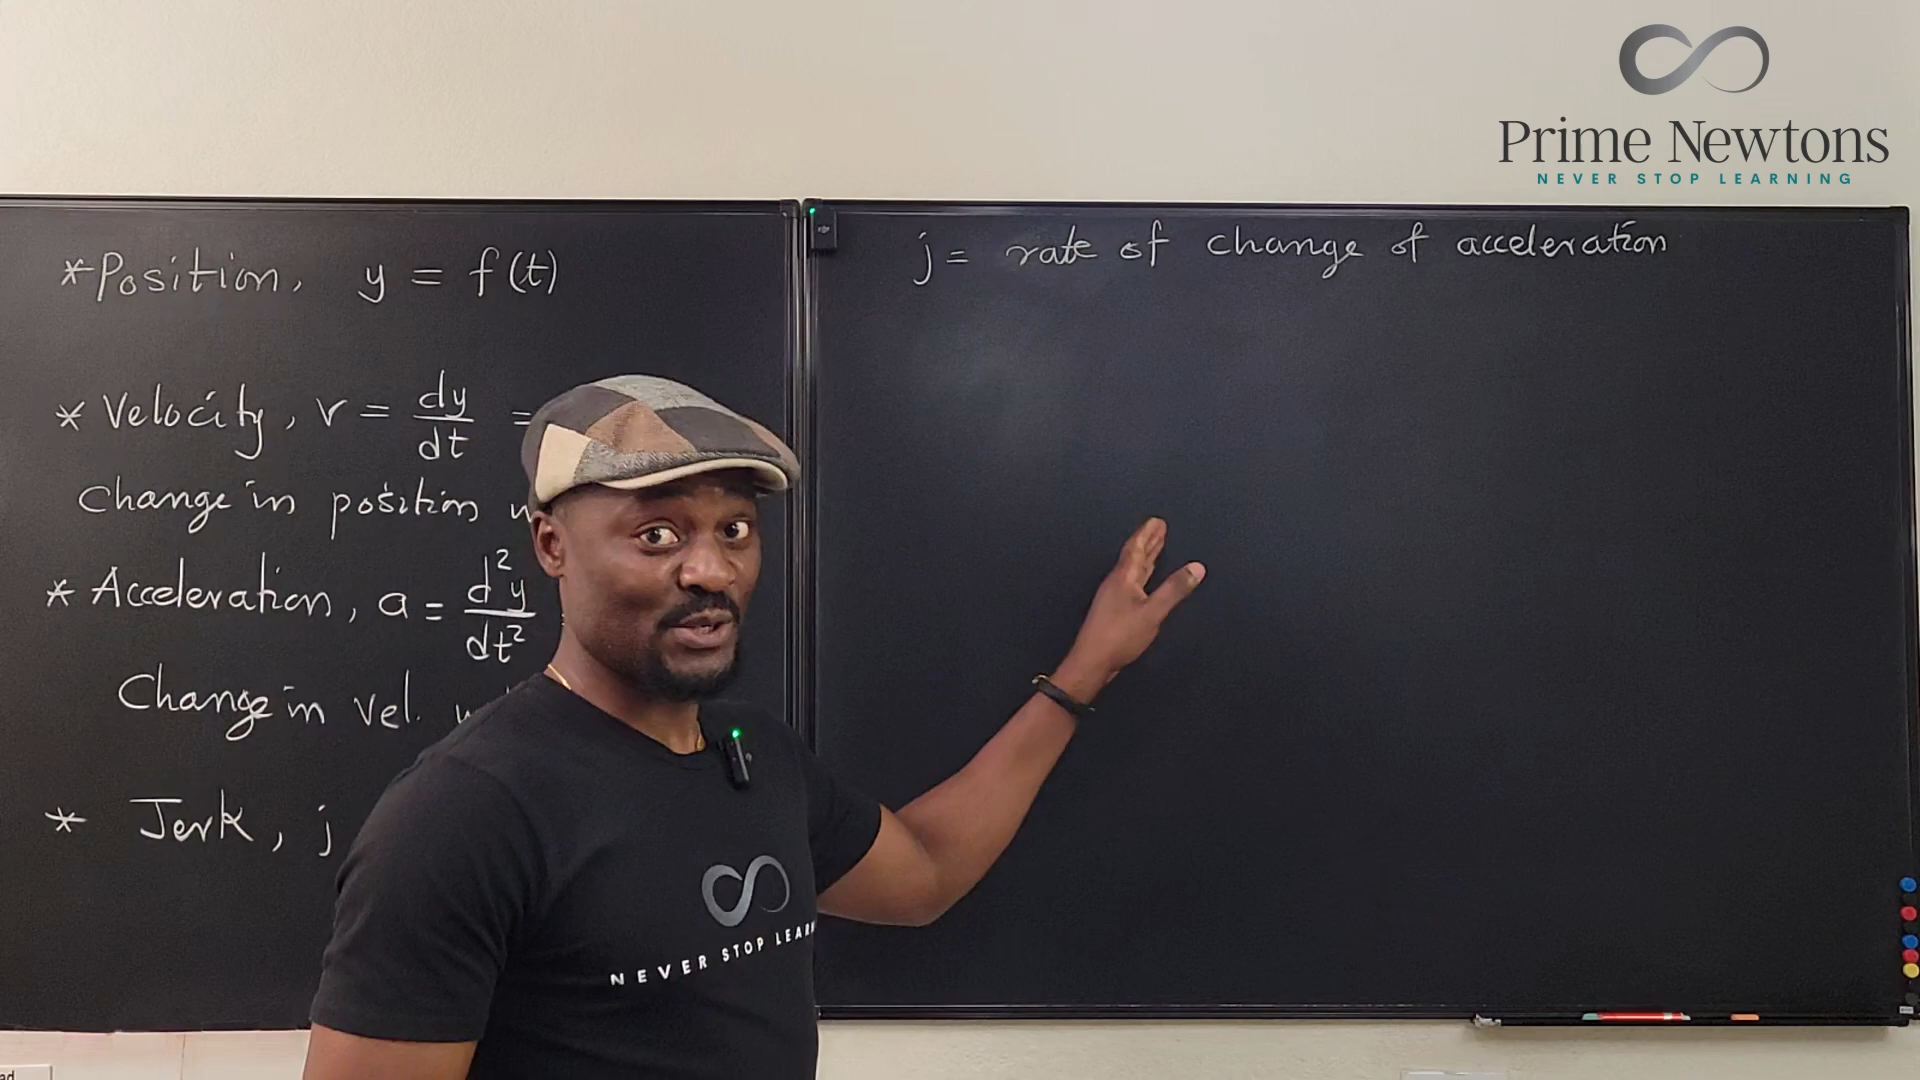 Prime Newtons
NEVER STOP LEARNING
*Position, y = f(t)
* Velocity, v = dy/dt =
Change in position
* Acceleration, a = d²y/dt²
Change in vel.
* Jerk, j
j = rate of change of acceleration
NEVER STOP